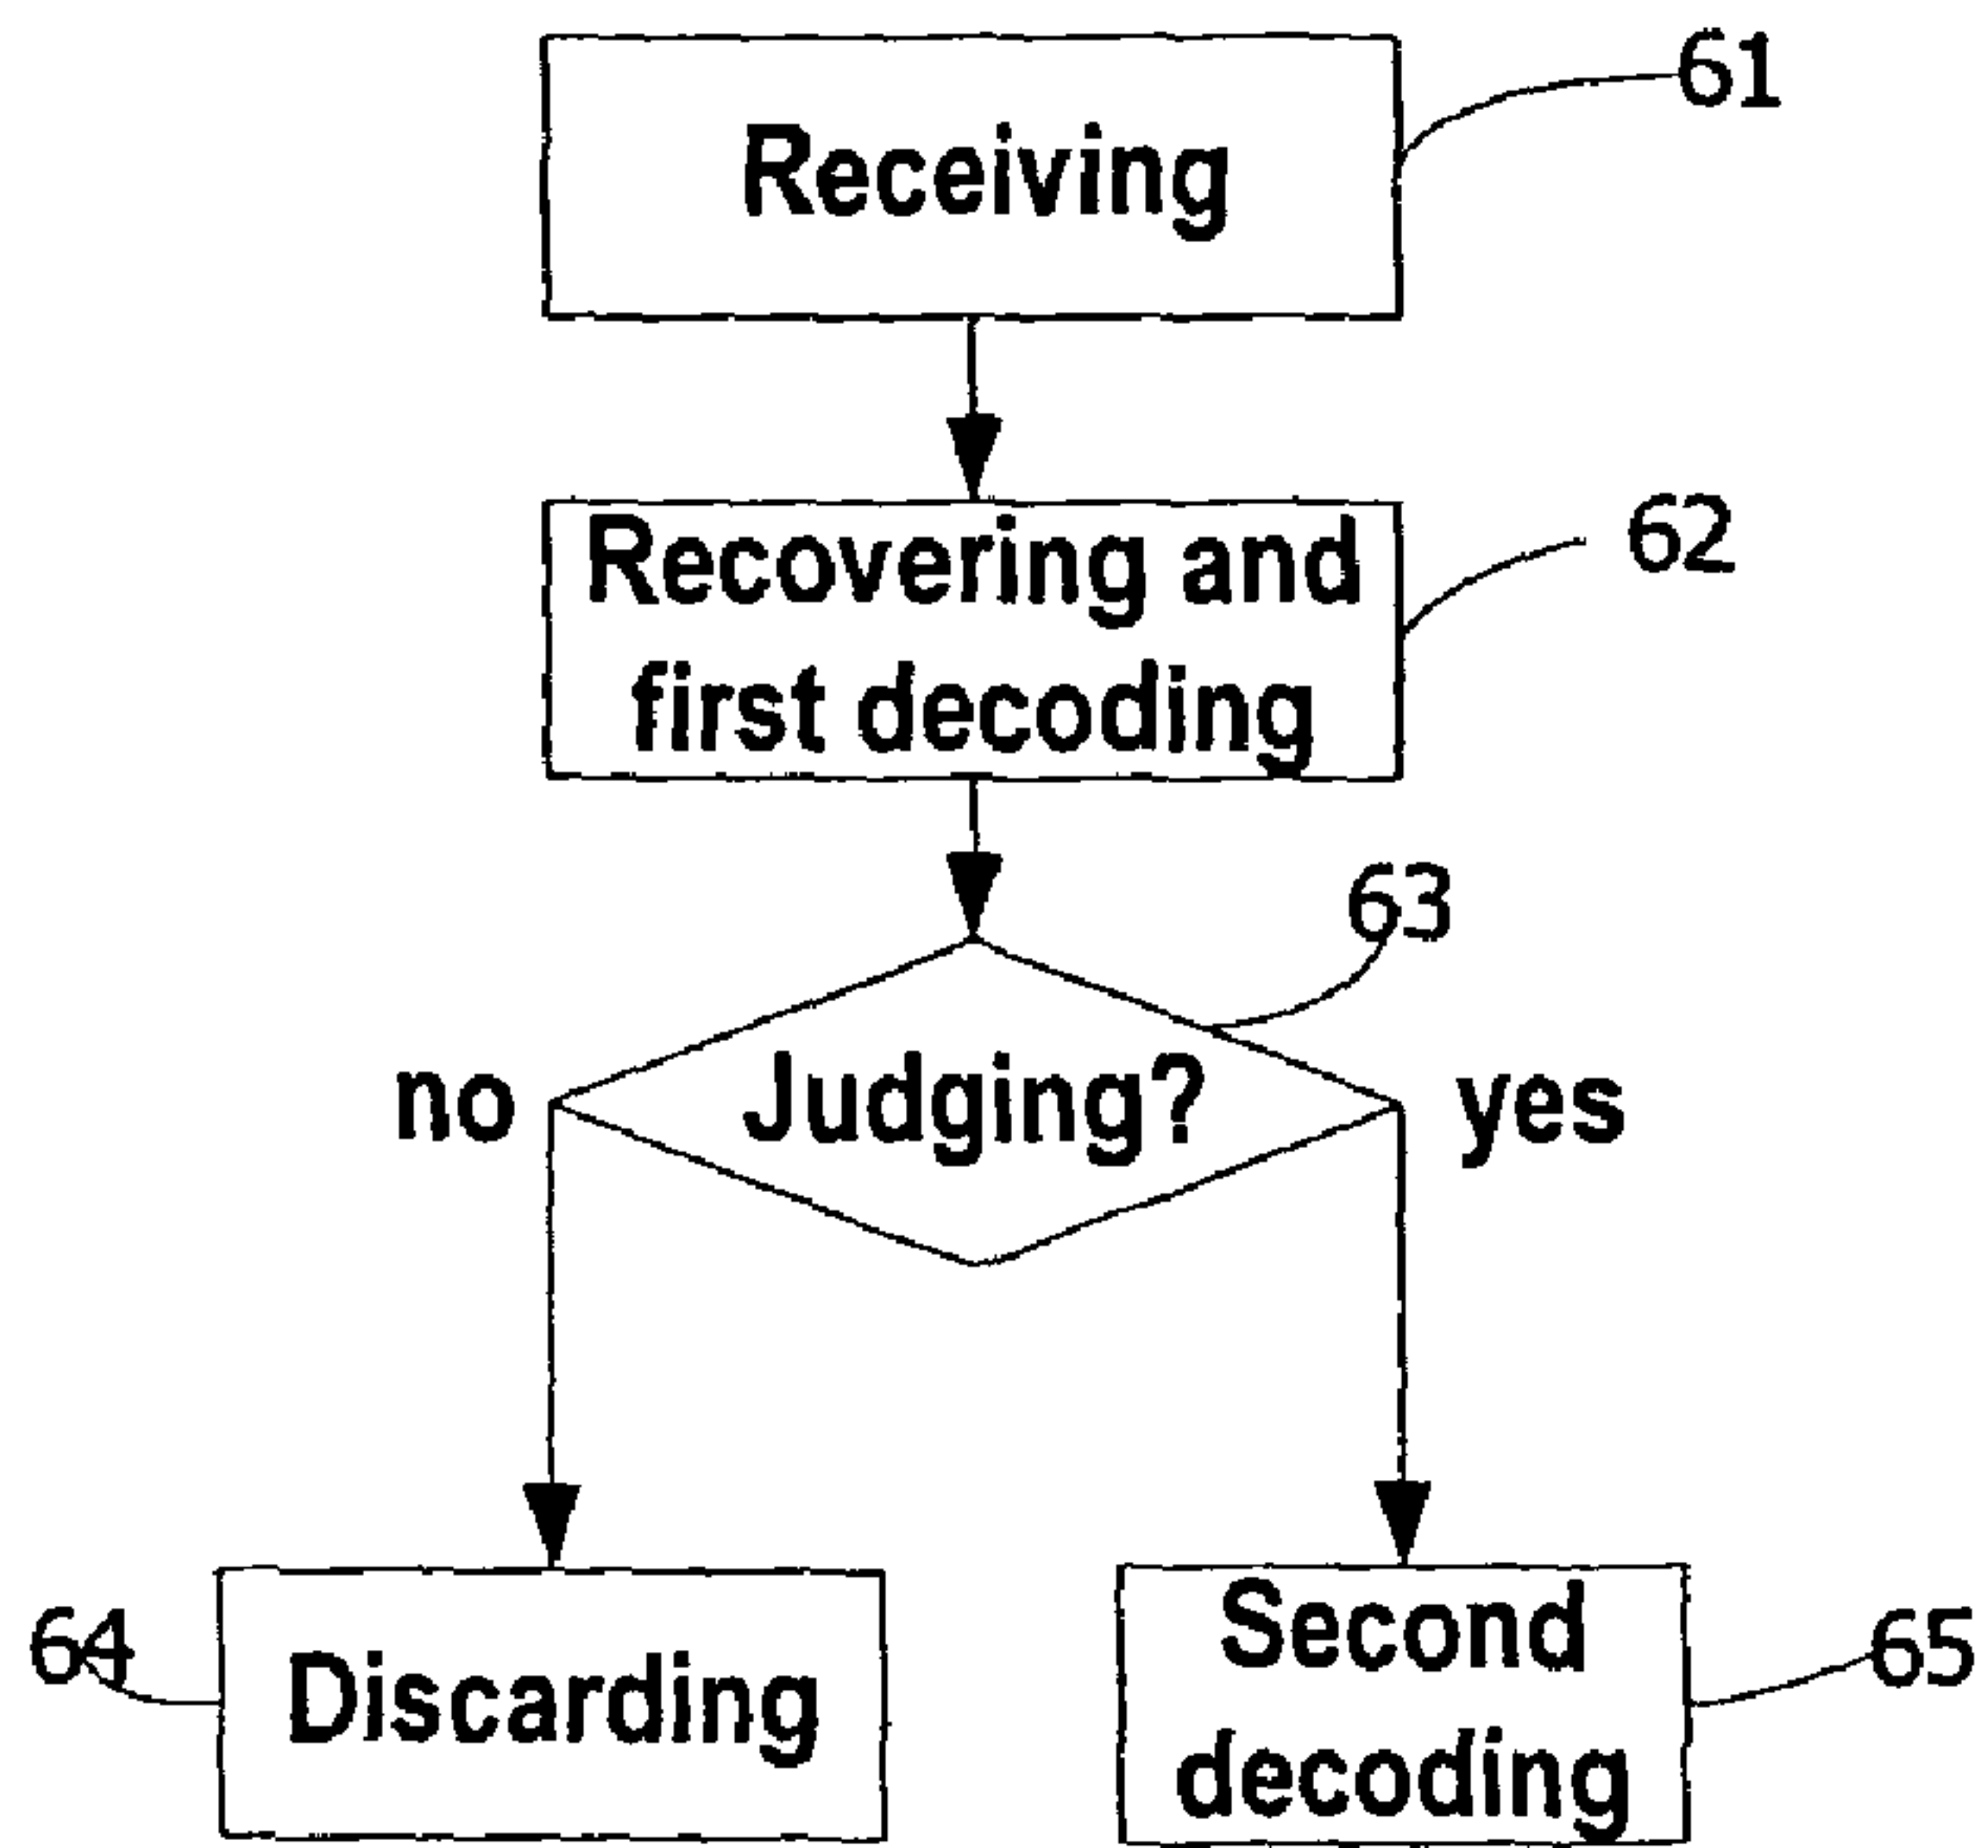 Receiving
61
Recovering and
first decoding
62
63
no
Judging?
yes
64
Discarding
Second
decoding
65